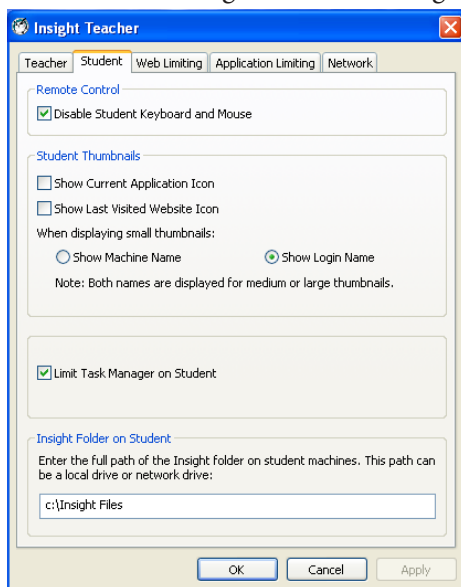 Insight Teacher
Teacher Student Web Limiting Application Limiting Network
Remote Control
Disable Student Keyboard and Mouse
Student Thumbnails
Show Current Application Icon
Show Last Visited Website Icon
When displaying small thumbnails:
Show Machine Name Show Login Name
Note: Both names are displayed for medium or large thumbnails.
Limit Task Manager on Student
Insight Folder on Student
Enter the full path of the Insight folder on student machines. This path can
be a local drive or network drive:
c:\Insight Files
OK Cancel Apply